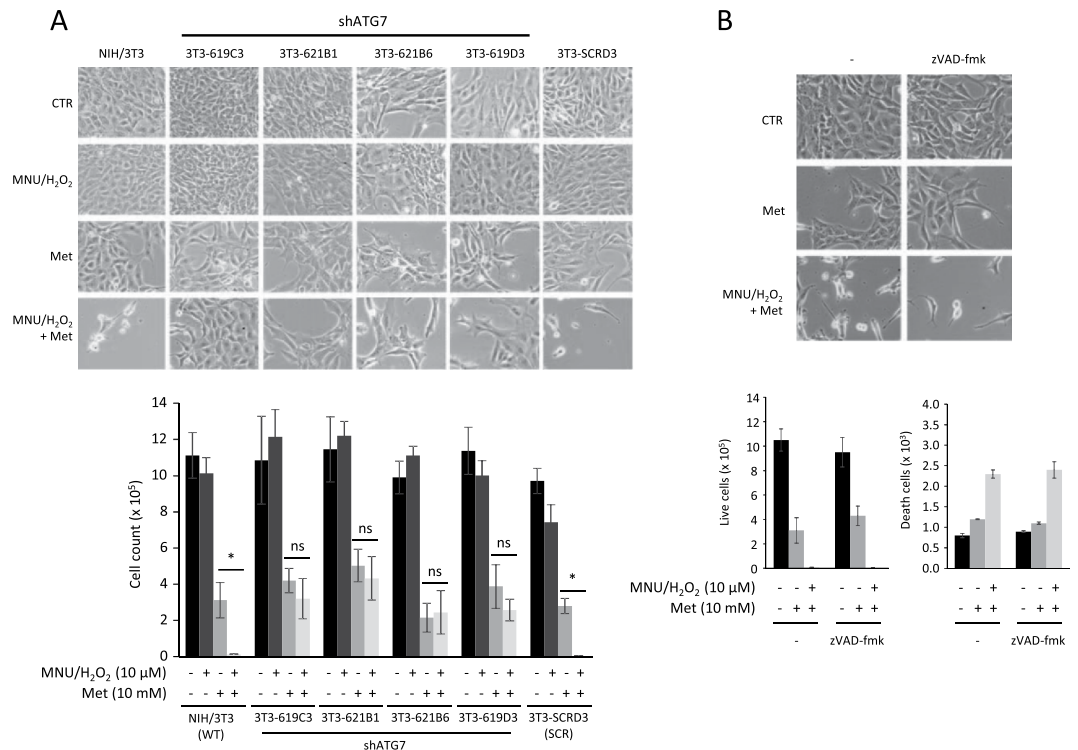 A
shATG7
NIH/3T3 3T3-619C3 3T3-621B1 3T3-621B6 3T3-619D3 3T3-SCRD3
CTR
MNU/H₂O₂
Met
MNU/H₂O₂
+ Met
14
12
10
8
6
4
2
0
Cell count (x 10⁵)
* ns ns ns ns *
MNU/H₂O₂ (10 µM) - + - + - + - + - + - + - + - + - + - + - + - +
Met (10 mM) - - + + - - + + - - + + - - + + - - + + - - + +
NIH/3T3 3T3-619C3 3T3-621B1 3T3-621B6 3T3-619D3 3T3-SCRD3
(WT) (SCR)
shATG7
B
- zVAD-fmk
CTR
Met
MNU/H₂O₂
+ Met
14
12
10
8
6
4
2
0
Live cells (x 10⁵)
4.0
3.5
3.0
2.5
2.0
1.5
1.0
0.5
0.0
Death cells (x 10³)
MNU/H₂O₂ (10 µM) - - + - - + - - + - - +
Met (10 mM) - + + - + + - + + - + +
- zVAD-fmk - zVAD-fmk